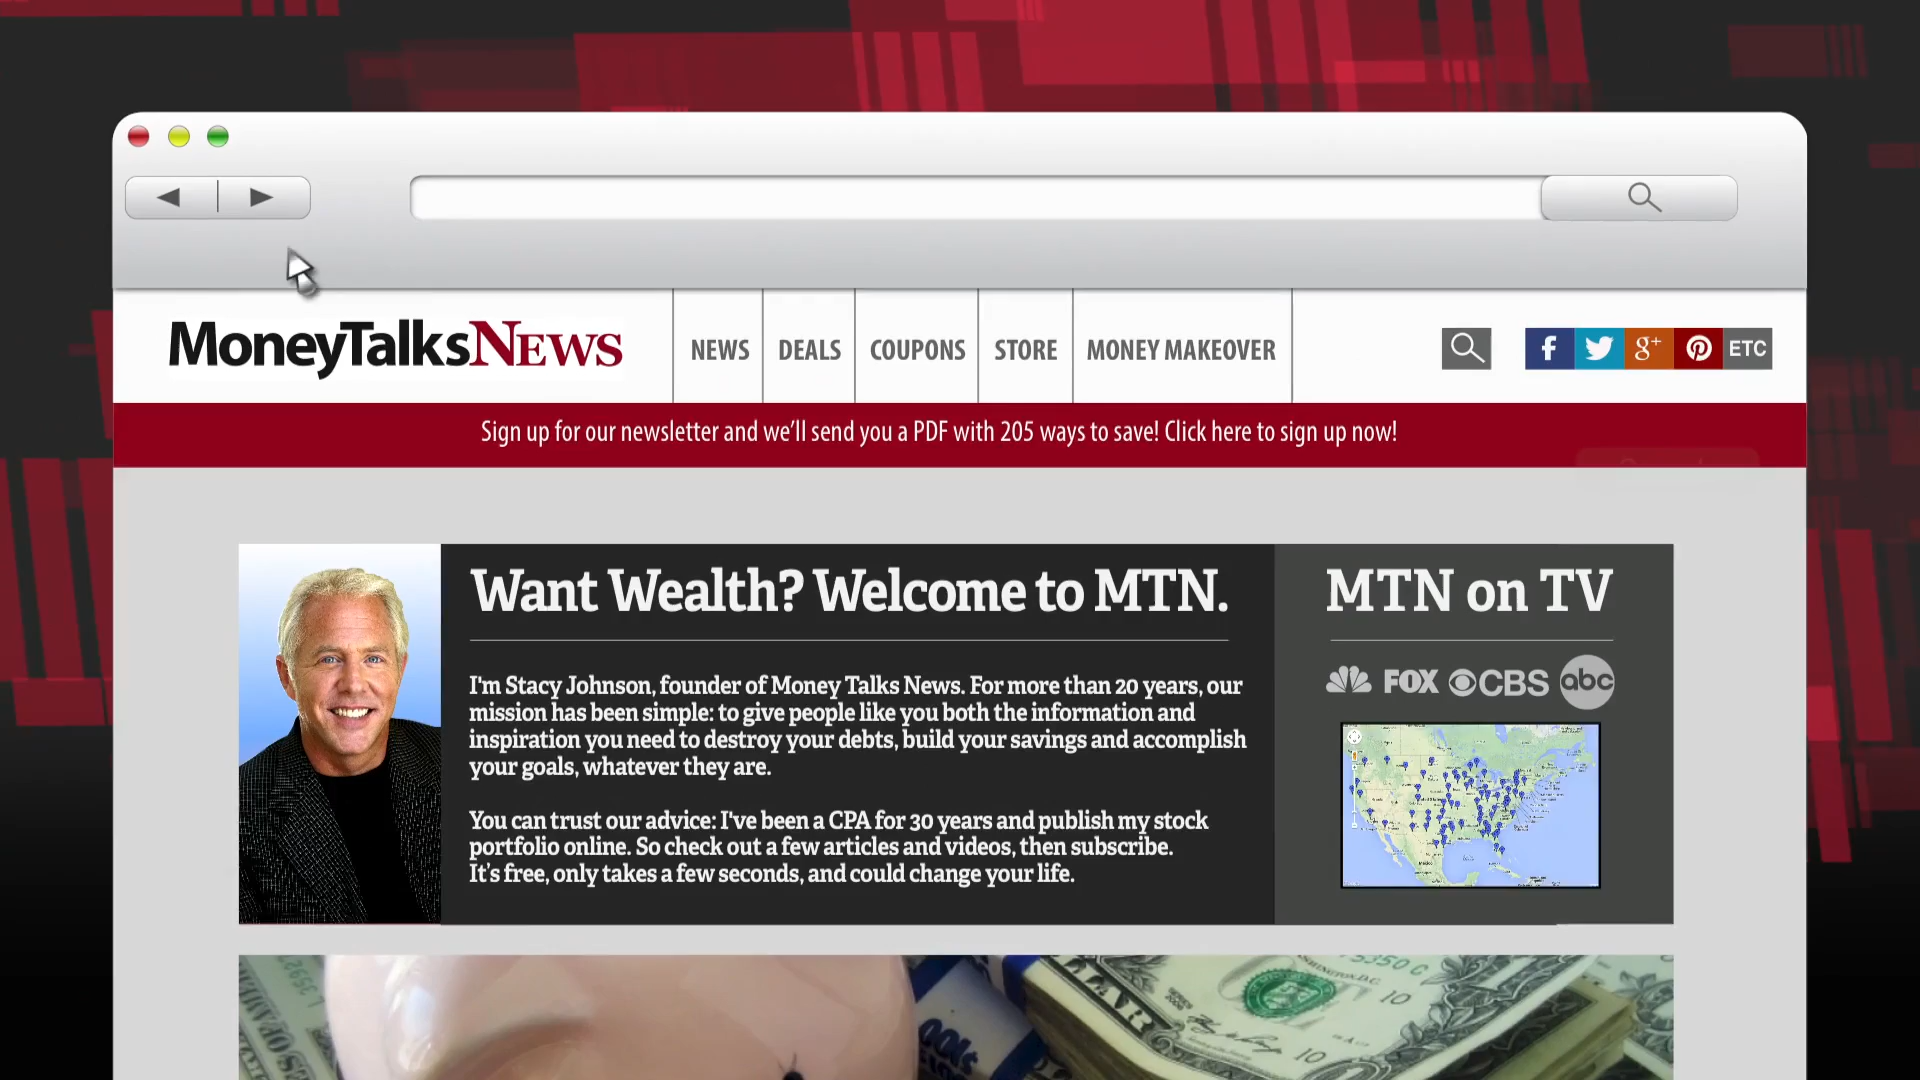 MoneyTalksNEWS
NEWS
DEALS
COUPONS
STORE
MONEY MAKEOVER
f
g+
ETC
Sign up for our newsletter and we'll send you a PDF with 205 ways to save! Click here to sign up now!
Want Wealth? Welcome to MTN.
I'm Stacy Johnson, founder of Money Talks News. For more than 20 years, our
mission has been simple: to give people like you both the information and
inspiration you need to destroy your debts, build your savings and accomplish
your goals, whatever they are.
You can trust our advice: I've been a CPA for 30 years and publish my stock
portfolio online. So check out a few articles and videos, then subscribe.
It's free, only takes a few seconds, and could change your life.
MTN on TV
FOX
CBS
abc
WASHINGTON, D.C.
10
10